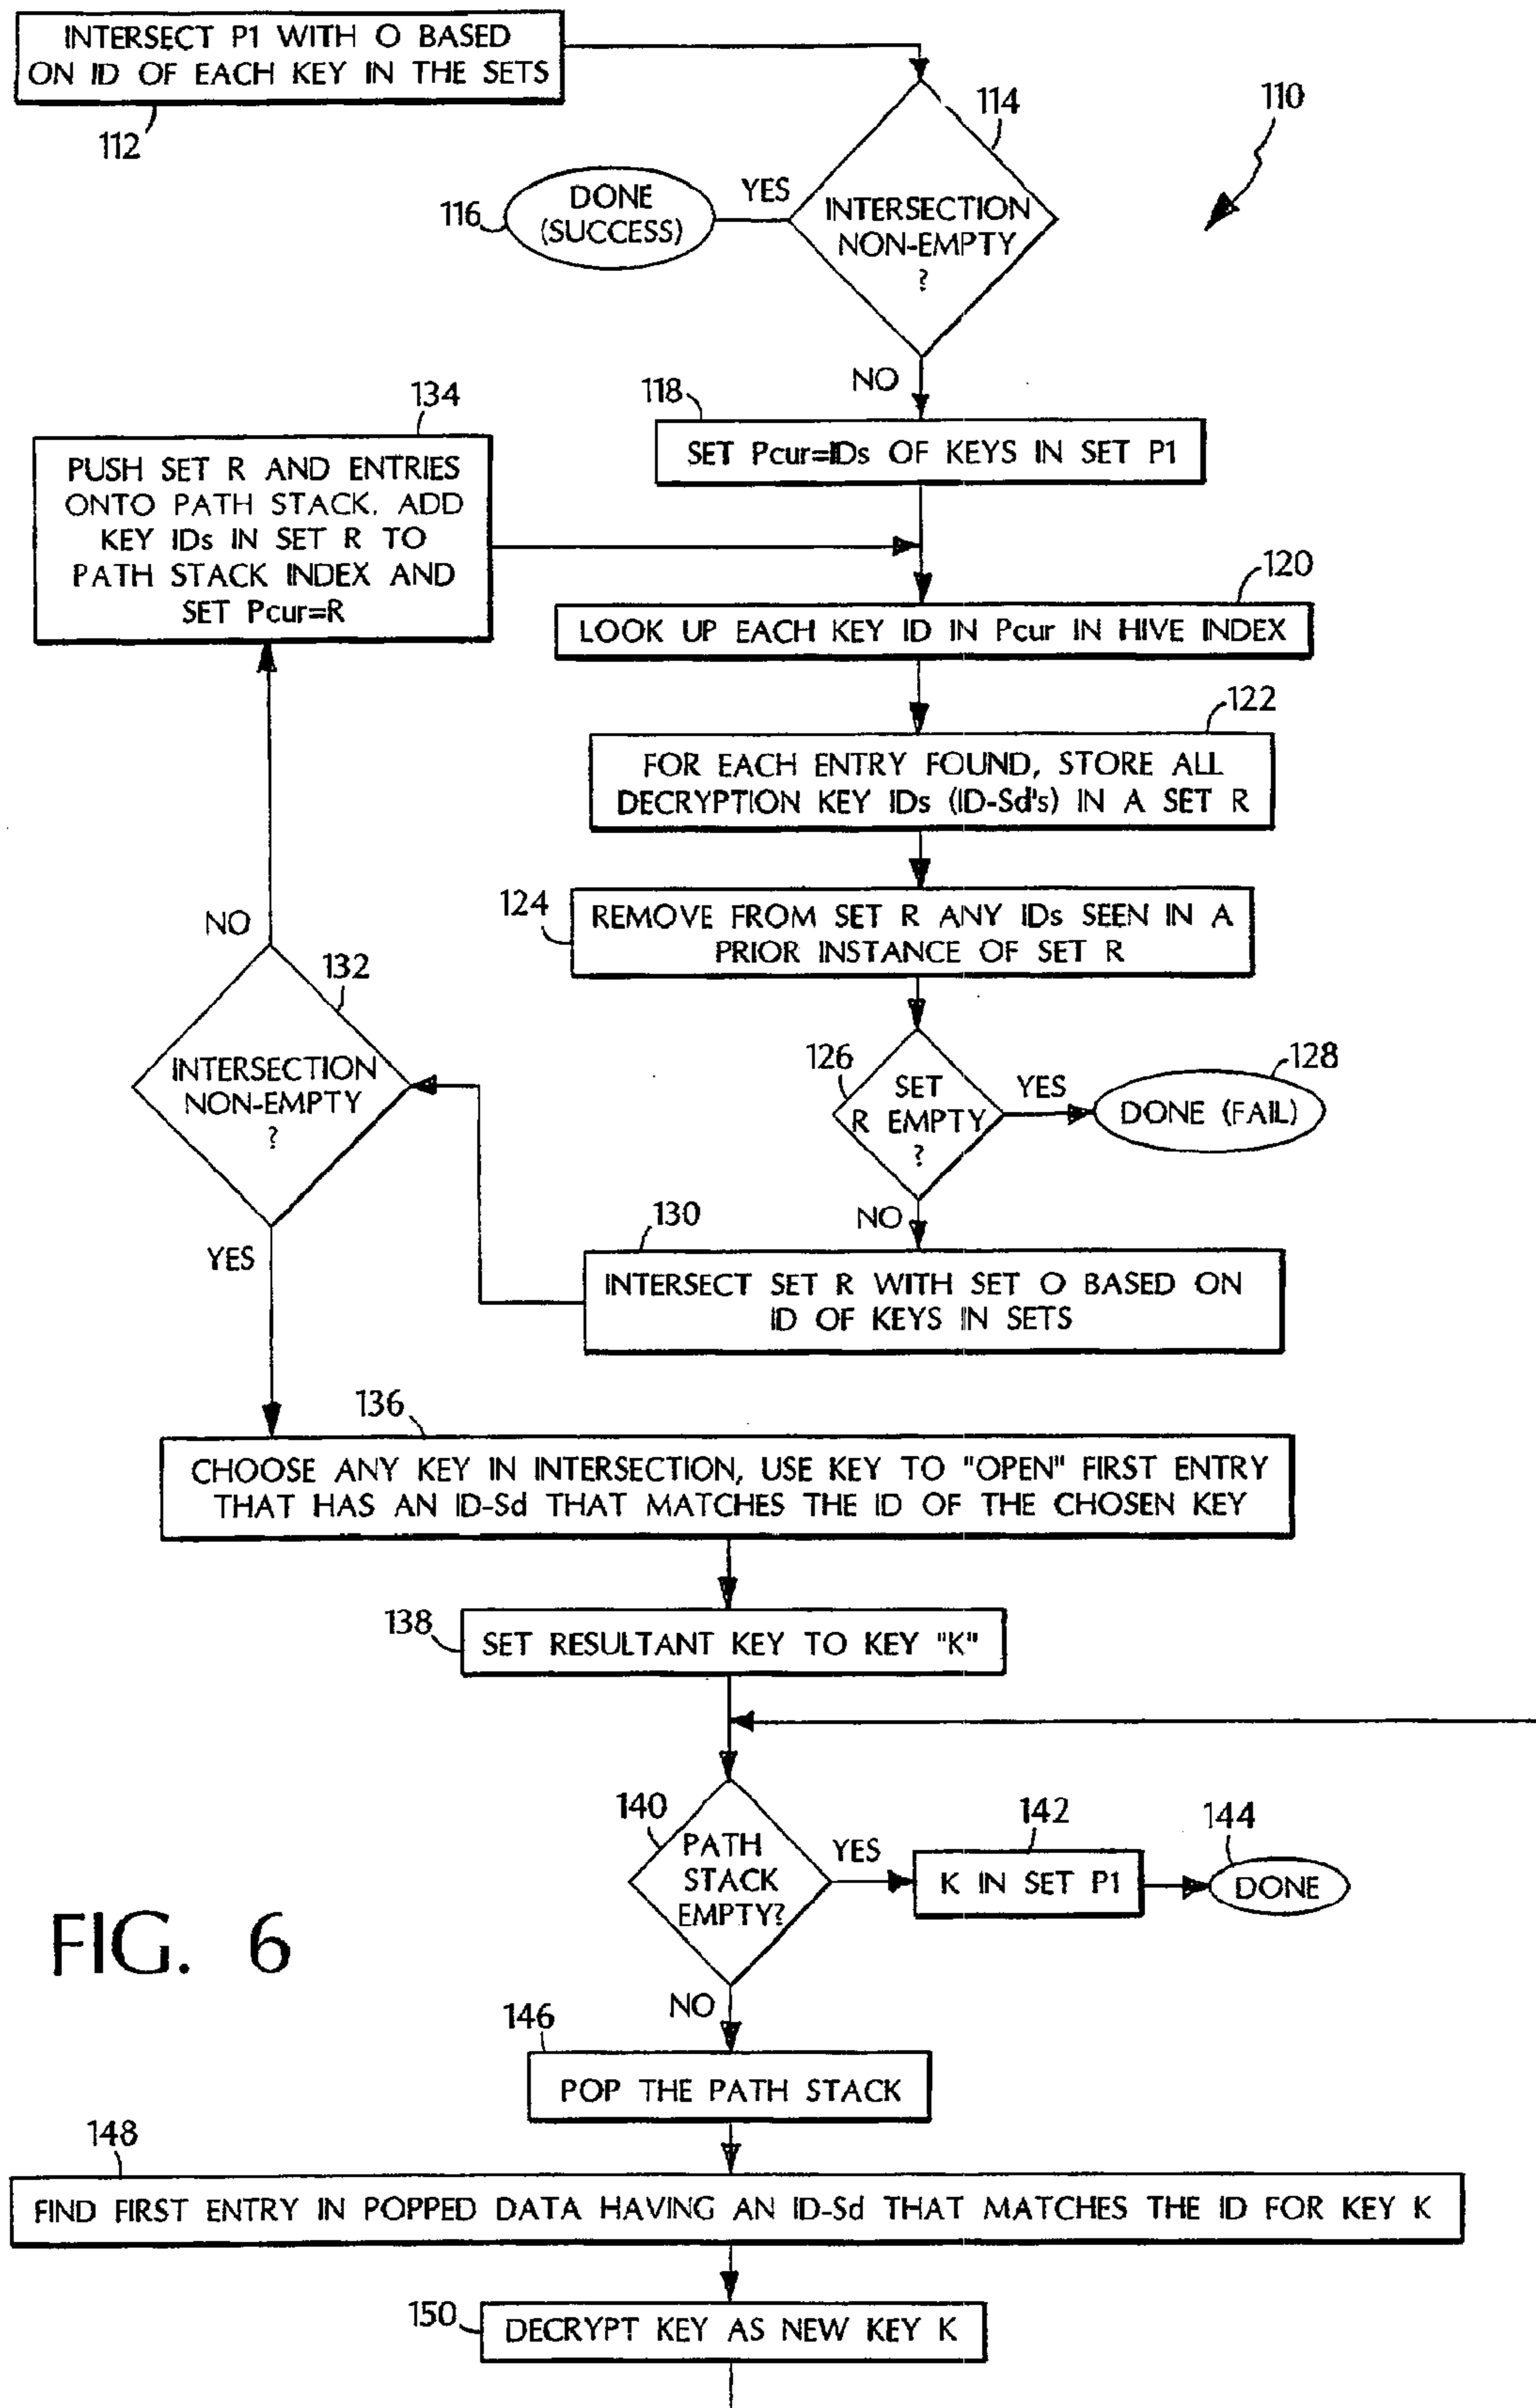 INTERSECT P1 WITH O BASED
ON ID OF EACH KEY IN THE SETS
112
114
110
INTERSECTION
NON-EMPTY
?
YES
DONE
(SUCCESS)
116
NO
118
SET Pcur=IDs OF KEYS IN SET P1
134
PUSH SET R AND ENTRIES
ONTO PATH STACK, ADD
KEY IDs IN SET R TO
PATH STACK INDEX AND
SET Pcur=R
120
LOOK UP EACH KEY ID IN Pcur IN HIVE INDEX
122
FOR EACH ENTRY FOUND, STORE ALL
DECRYPTION KEY IDs (ID-Sd's) IN A SET R
124
REMOVE FROM SET R ANY IDs SEEN IN A
PRIOR INSTANCE OF SET R
NO
132
INTERSECTION
NON-EMPTY
?
YES
126
SET
R EMPTY
?
YES
128
DONE (FAIL)
NO
130
INTERSECT SET R WITH SET O BASED ON
ID OF KEYS IN SETS
136
CHOOSE ANY KEY IN INTERSECTION, USE KEY TO "OPEN" FIRST ENTRY
THAT HAS AN ID-Sd THAT MATCHES THE ID OF THE CHOSEN KEY
138
SET RESULTANT KEY TO KEY "K"
140
PATH
STACK
EMPTY?
YES
142
K IN SET P1
144
DONE
FIG. 6
NO
146
POP THE PATH STACK
148
FIND FIRST ENTRY IN POPPED DATA HAVING AN ID-Sd THAT MATCHES THE ID FOR KEY K
150
DECRYPT KEY AS NEW KEY K